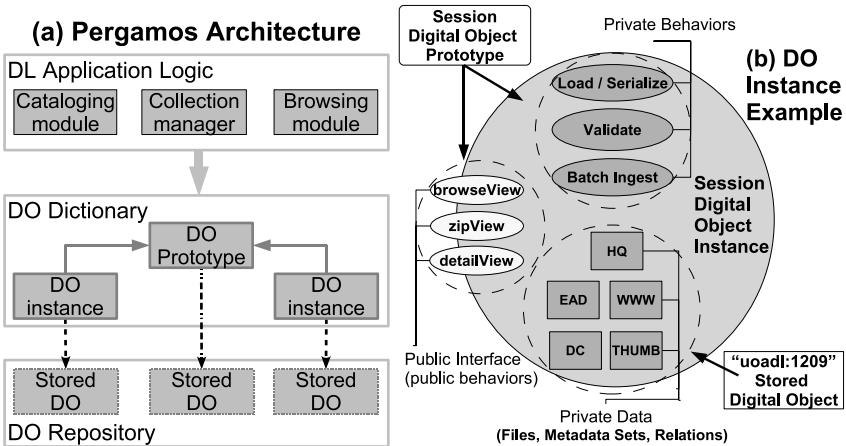 (a) Pergamos Architecture
DL Application Logic
Cataloging
module
Collection
manager
Browsing
module
DO Dictionary
DO
Prototype
DO
instance
DO
instance
Stored
DO
Stored
DO
Stored
DO
DO Repository
Session
Digital Object
Prototype
Private Behaviors
(b) DO
Instance
Example
Load / Serialize
Validate
Batch Ingest
browseView
zipView
detailView
Session
Digital
Object
Instance
HQ
EAD
WWW
DC
THUMB
Public Interface
(public behaviors)
“uoadl:1209”
Stored
Digital Object
Private Data
(Files, Metadata Sets, Relations)